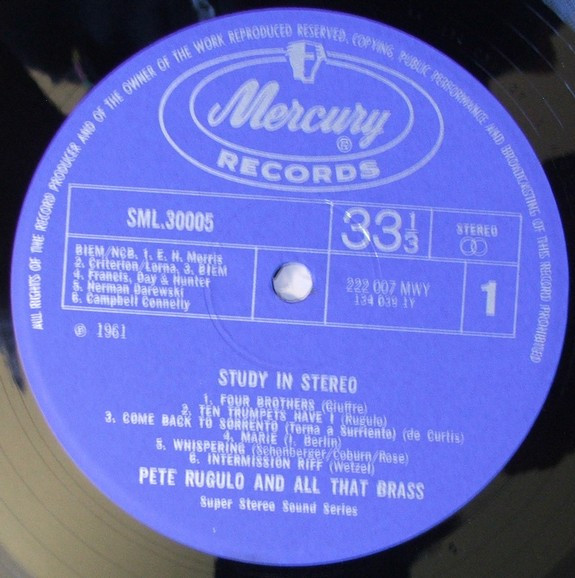 ALL RIGHTS OF THE RECORD PRODUCER AND OF THE OWNER OF THE WORK REPRODUCED RESERVED. COPYING, PUBLIC PERFORMANCE AND BROADCASTING OF THIS RECORD PROHIBITED
Mercury ®
RECORDS
SML.30005
33 1/3
STEREO
BIEM/NCB. 1. E. H. Morris
2. Criterion/Lorna. 3. BIEM
4. Francis, Day & Hunter
5. Herman Darewski
6. Campbell Connelly
222 007 MWY
134 039 1Y
1
℗ 1961
STUDY IN STEREO
1. FOUR BROTHERS (Giuffre)
2. TEN TRUMPETS HAVE I (Rugulo)
3. COME BACK TO SORRENTO (Torna a Surriento) (de Curtis)
4. MARIE (I. Berlin)
5. WHISPERING (Schonberger/Coburn/Rose)
6. INTERMISSION RIFF (Wetzel)
PETE RUGULO AND ALL THAT BRASS
Super Stereo Sound Series